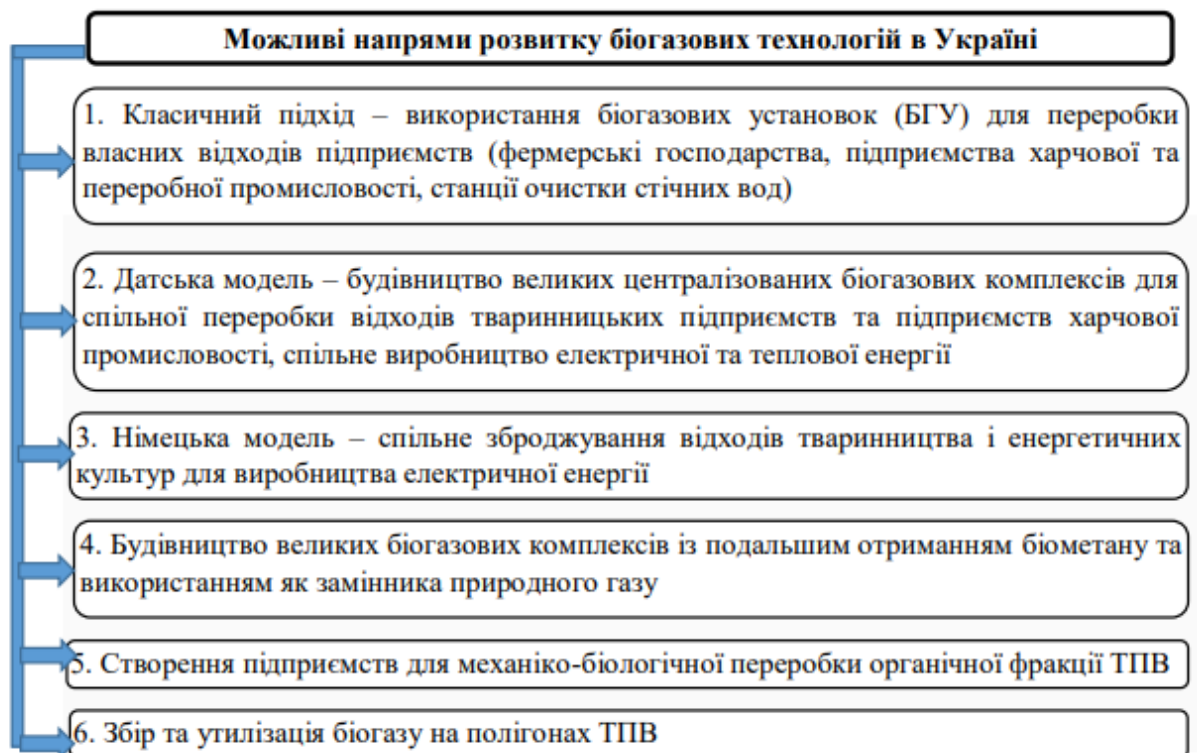 Можливі напрями розвитку біогазових технологій в Україні
1. Класичний підхід – використання біогазових установок (БГУ) для переробки
власних відходів підприємств (фермерські господарства, підприємства харчової та
переробної промисловості, станції очистки стічних вод)
2. Датська модель – будівництво великих централізованих біогазових комплексів для
спільної переробки відходів тваринницьких підприємств та підприємств харчової
промисловості, спільне виробництво електричної та теплової енергії
3. Німецька модель – спільне зброджування відходів тваринництва і енергетичних
культур для виробництва електричної енергії
4. Будівництво великих біогазових комплексів із подальшим отриманням біометану та
використанням як замінника природного газу
5. Створення підприємств для механіко-біологічної переробки органічної фракції ТПВ
6. Збір та утилізація біогазу на полігонах ТПВ